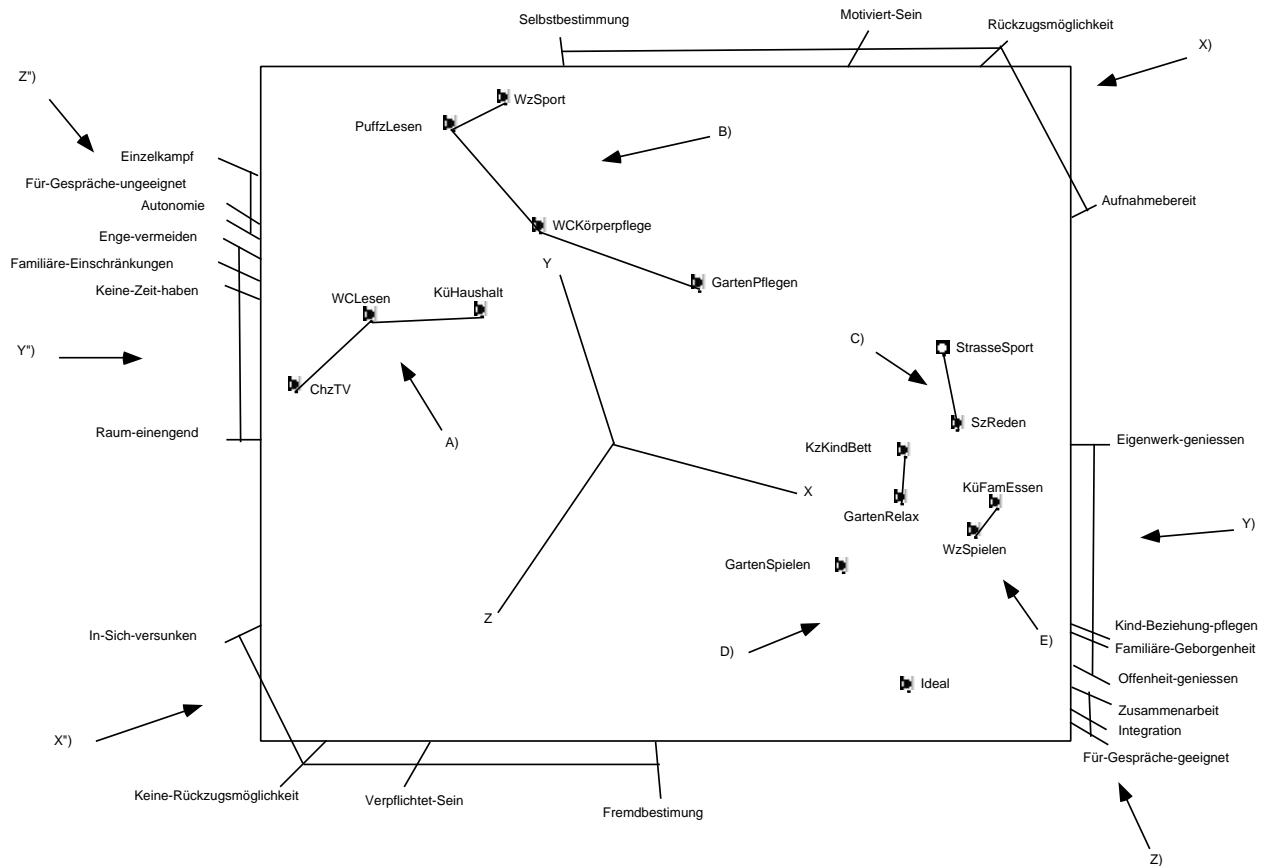 Selbstbestimmung
Motiviert-Sein
Rückzugsmöglichkeit
X)
Z")
WzSport
PuffzLesen
B)
Einzelkampf
Für-Gespräche-ungeeignet
Autonomie
Enge-vermeiden
Familiäre-Einschränkungen
Keine-Zeit-haben
Aufnahmebereit
WCKörperpflege
Y
GartenPflegen
WCLesen
KüHaushalt
C)
StrasseSport
Y")
ChzTV
A)
Raum-einengend
SzReden
KzKindBett
Eigenwerk-geniessen
X
KüFamEssen
GartenRelax
Y)
WzSpielen
GartenSpielen
Z
In-Sich-versunken
D)
E)
Kind-Beziehung-pflegen
Familiäre-Geborgenheit
Offenheit-geniessen
Ideal
Zusammenarbeit
Integration
X")
Für-Gespräche-geeignet
Keine-Rückzugsmöglichkeit
Verpflichtet-Sein
Fremdbestimung
Z)